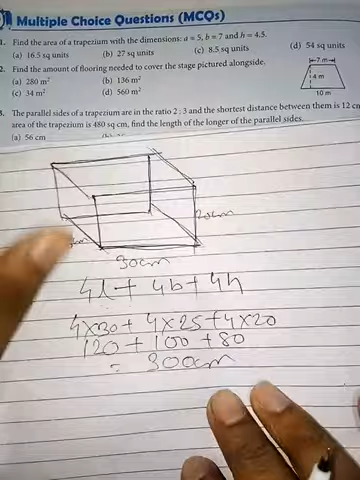 Multiple Choice Questions (MCQs)
1. Find the area of a trapezium with the dimensions: a = 5, b = 7 and h = 4.5.
(a) 16.5 sq units (b) 27 sq units (c) 8.5 sq units (d) 54 sq units
2. Find the amount of flooring needed to cover the stage pictured alongside.
(a) 280 m² (b) 136 m²
(c) 34 m² (d) 560 m²
7 m
4 m
10 m
The parallel sides of a trapezium are in the ratio 2 : 3 and the shortest distance between them is 12 cm
area of the trapezium is 480 sq cm, find the length of the longer of the parallel sides.
(a) 56 cm
20cm
30cm
4l + 4b + 4h
4×30 + 4×25 + 4×20
120 + 100 + 80
= 300cm